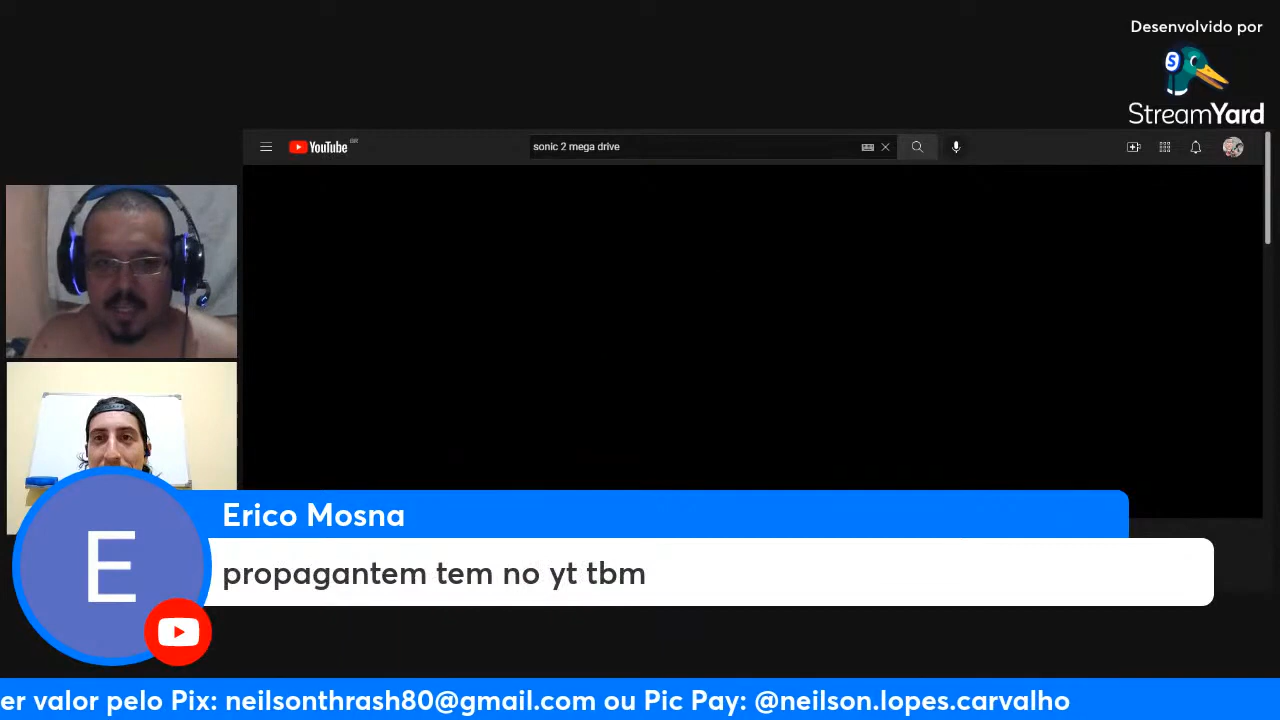 Desenvolvido por
StreamYard
YouTube
sonic 2 mega drive
Erico Mosna
E
propagantem tem no yt tbm
er valor pelo Pix: neilsonthrash80@gmail.com ou Pic Pay: @neilson.lopes.carvalho